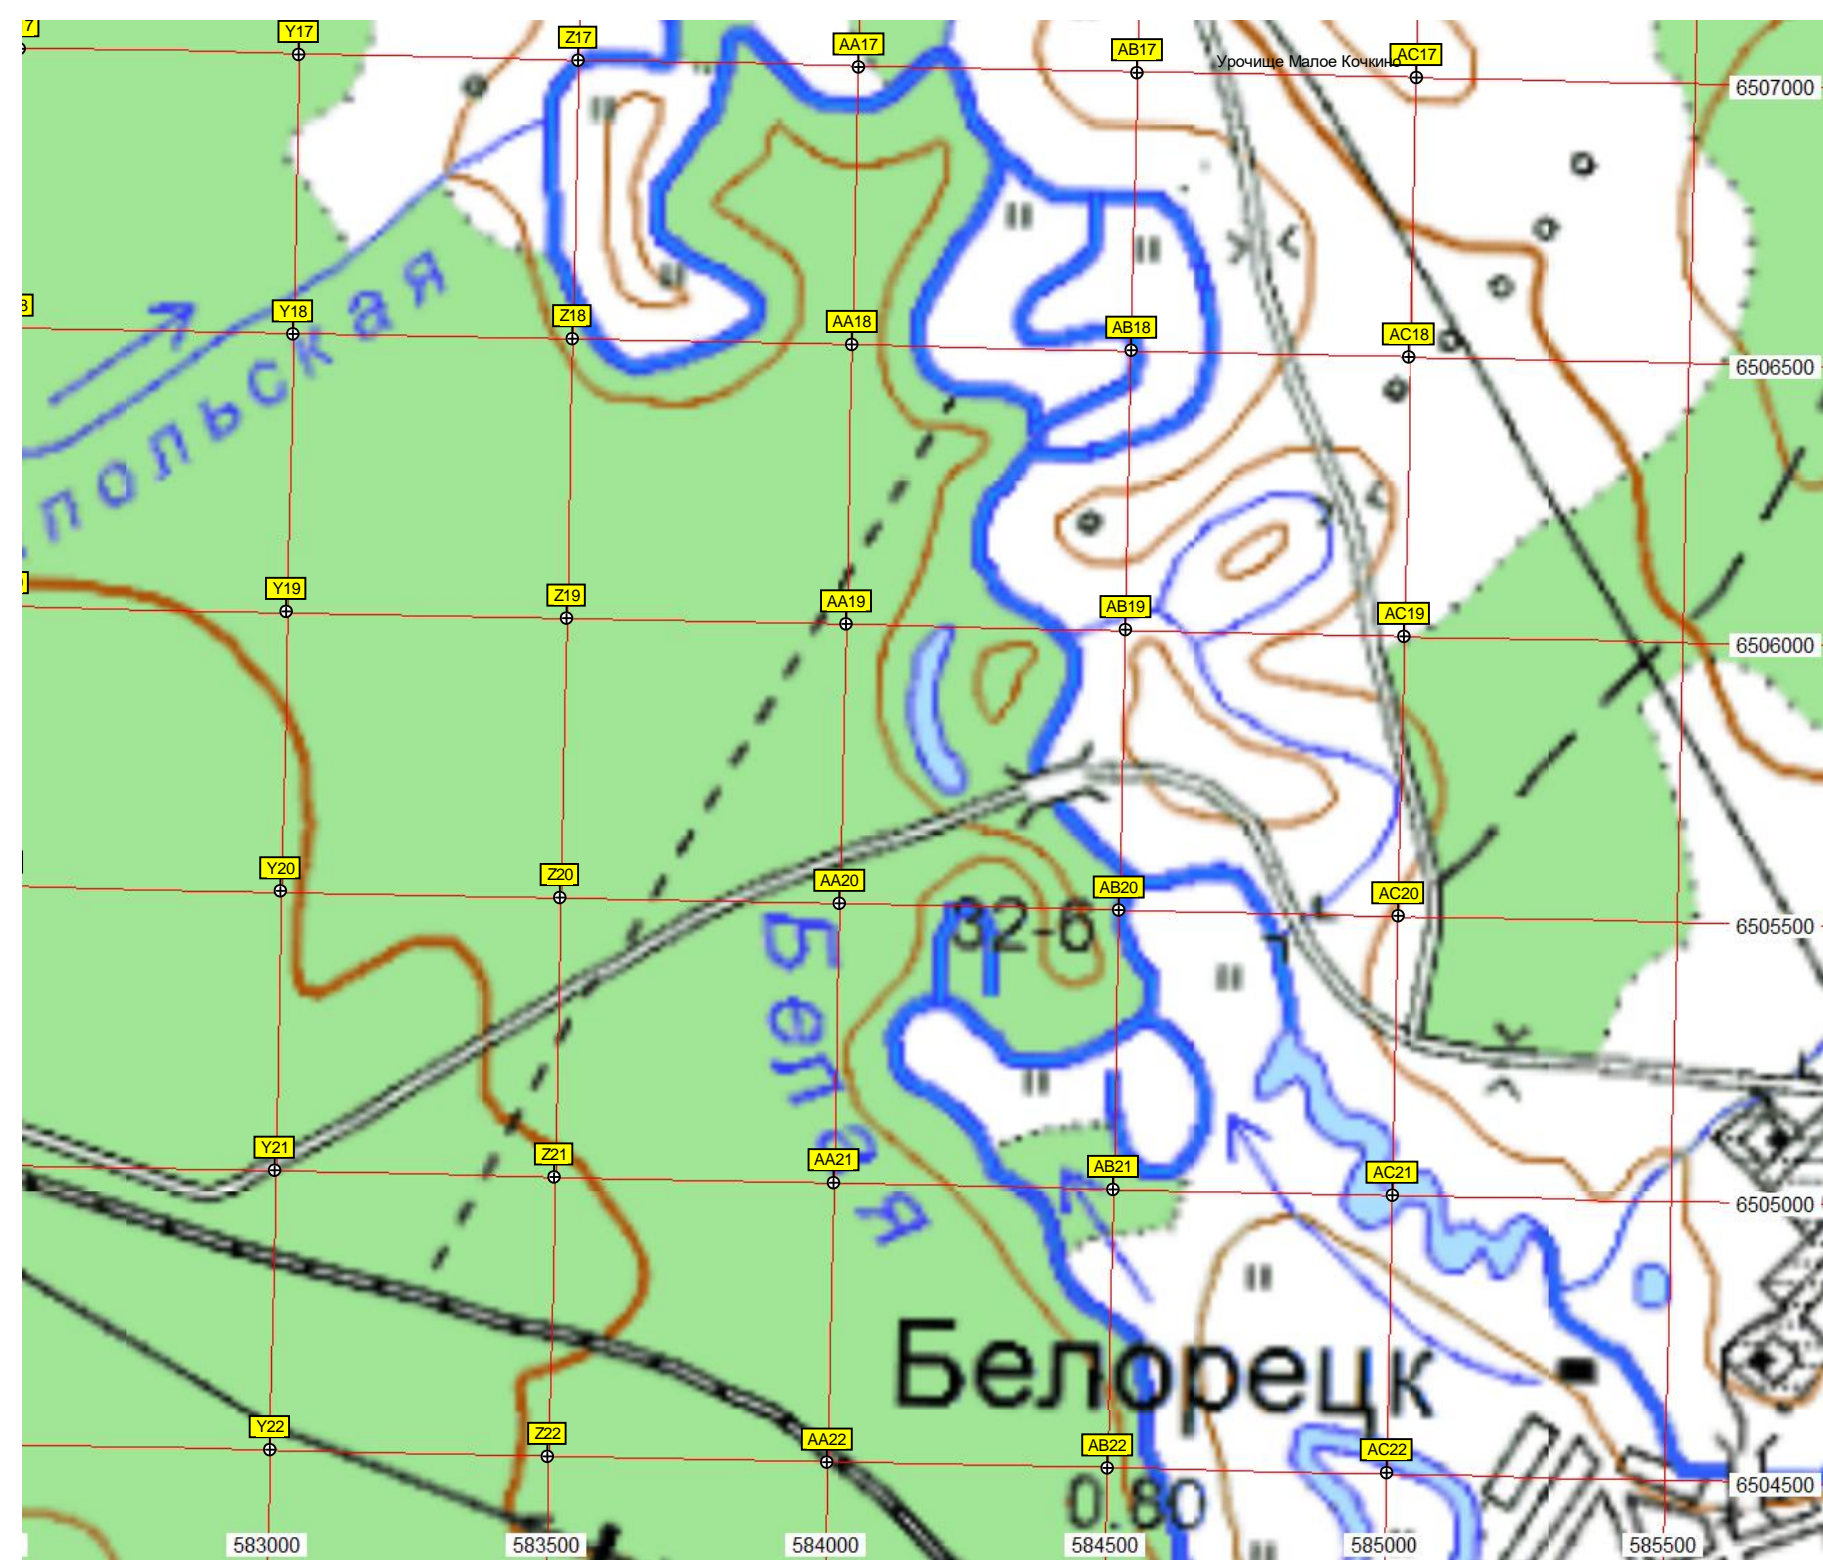 7 Y17 Z17 AA17 AB17 AC17
Урочище Малое Кочкино
6507000
Y18 Z18 AA18 AB18 AC18
6506500
польская
Y19 Z19 AA19 AB19 AC19
6506000
Y20 Z20 AA20 AB20 AC20
32-6
6505500
Белая
Y21 Z21 AA21 AB21 AC21
6505000
Белорецк
Y22 Z22 AA22 AB22 AC22
6504500
0.80
583000 583500 584000 584500 585000 585500